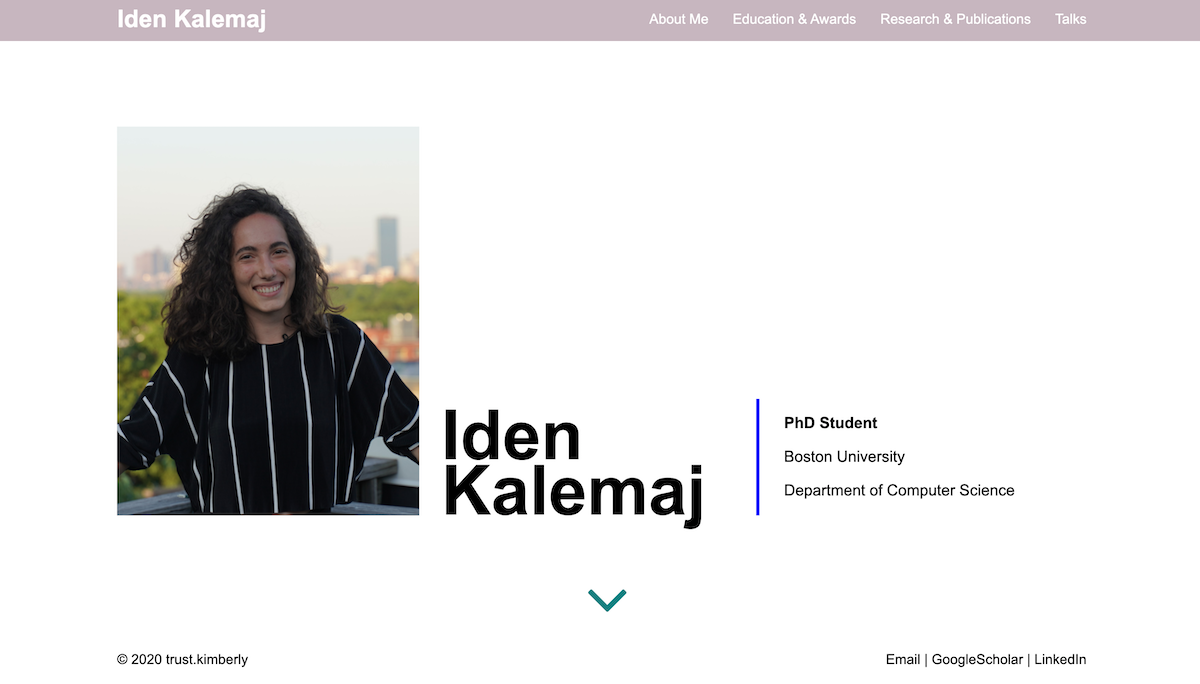 Iden Kalemaj
About Me Education & Awards Research & Publications Talks
Iden
Kalemaj
PhD Student
Boston University
Department of Computer Science
© 2020 trust.kimberly
Email | GoogleScholar | LinkedIn